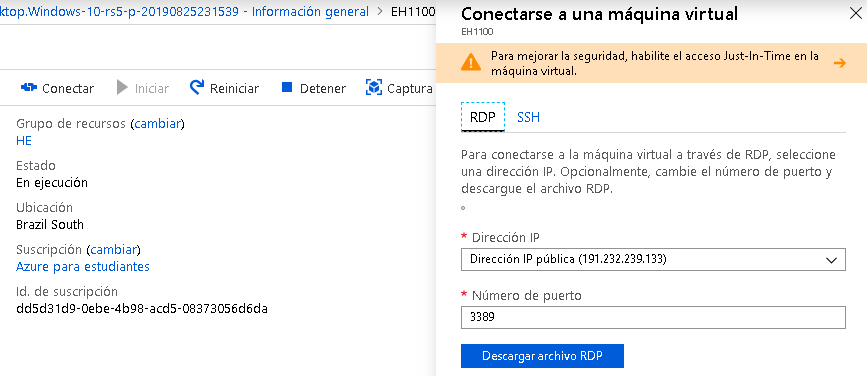 ktop.Windows-10-rs5-p-20190825231539 - Información general > EH1100
Conectar Iniciar Reiniciar Detener Captura
Grupo de recursos (cambiar)
HE
Estado
En ejecución
Ubicación
Brazil South
Suscripción (cambiar)
Azure para estudiantes
Id. de suscripción
dd5d31d9-0ebe-4b98-acd5-08373056d6da
Conectarse a una máquina virtual
EH1100
Para mejorar la seguridad, habilite el acceso Just-In-Time en la
máquina virtual.
RDP SSH
Para conectarse a la máquina virtual a través de RDP, seleccione
una dirección IP. Opcionalmente, cambie el número de puerto y
descargue el archivo RDP.
* Dirección IP
Dirección IP pública (191.232.239.133)
* Número de puerto
3389
Descargar archivo RDP